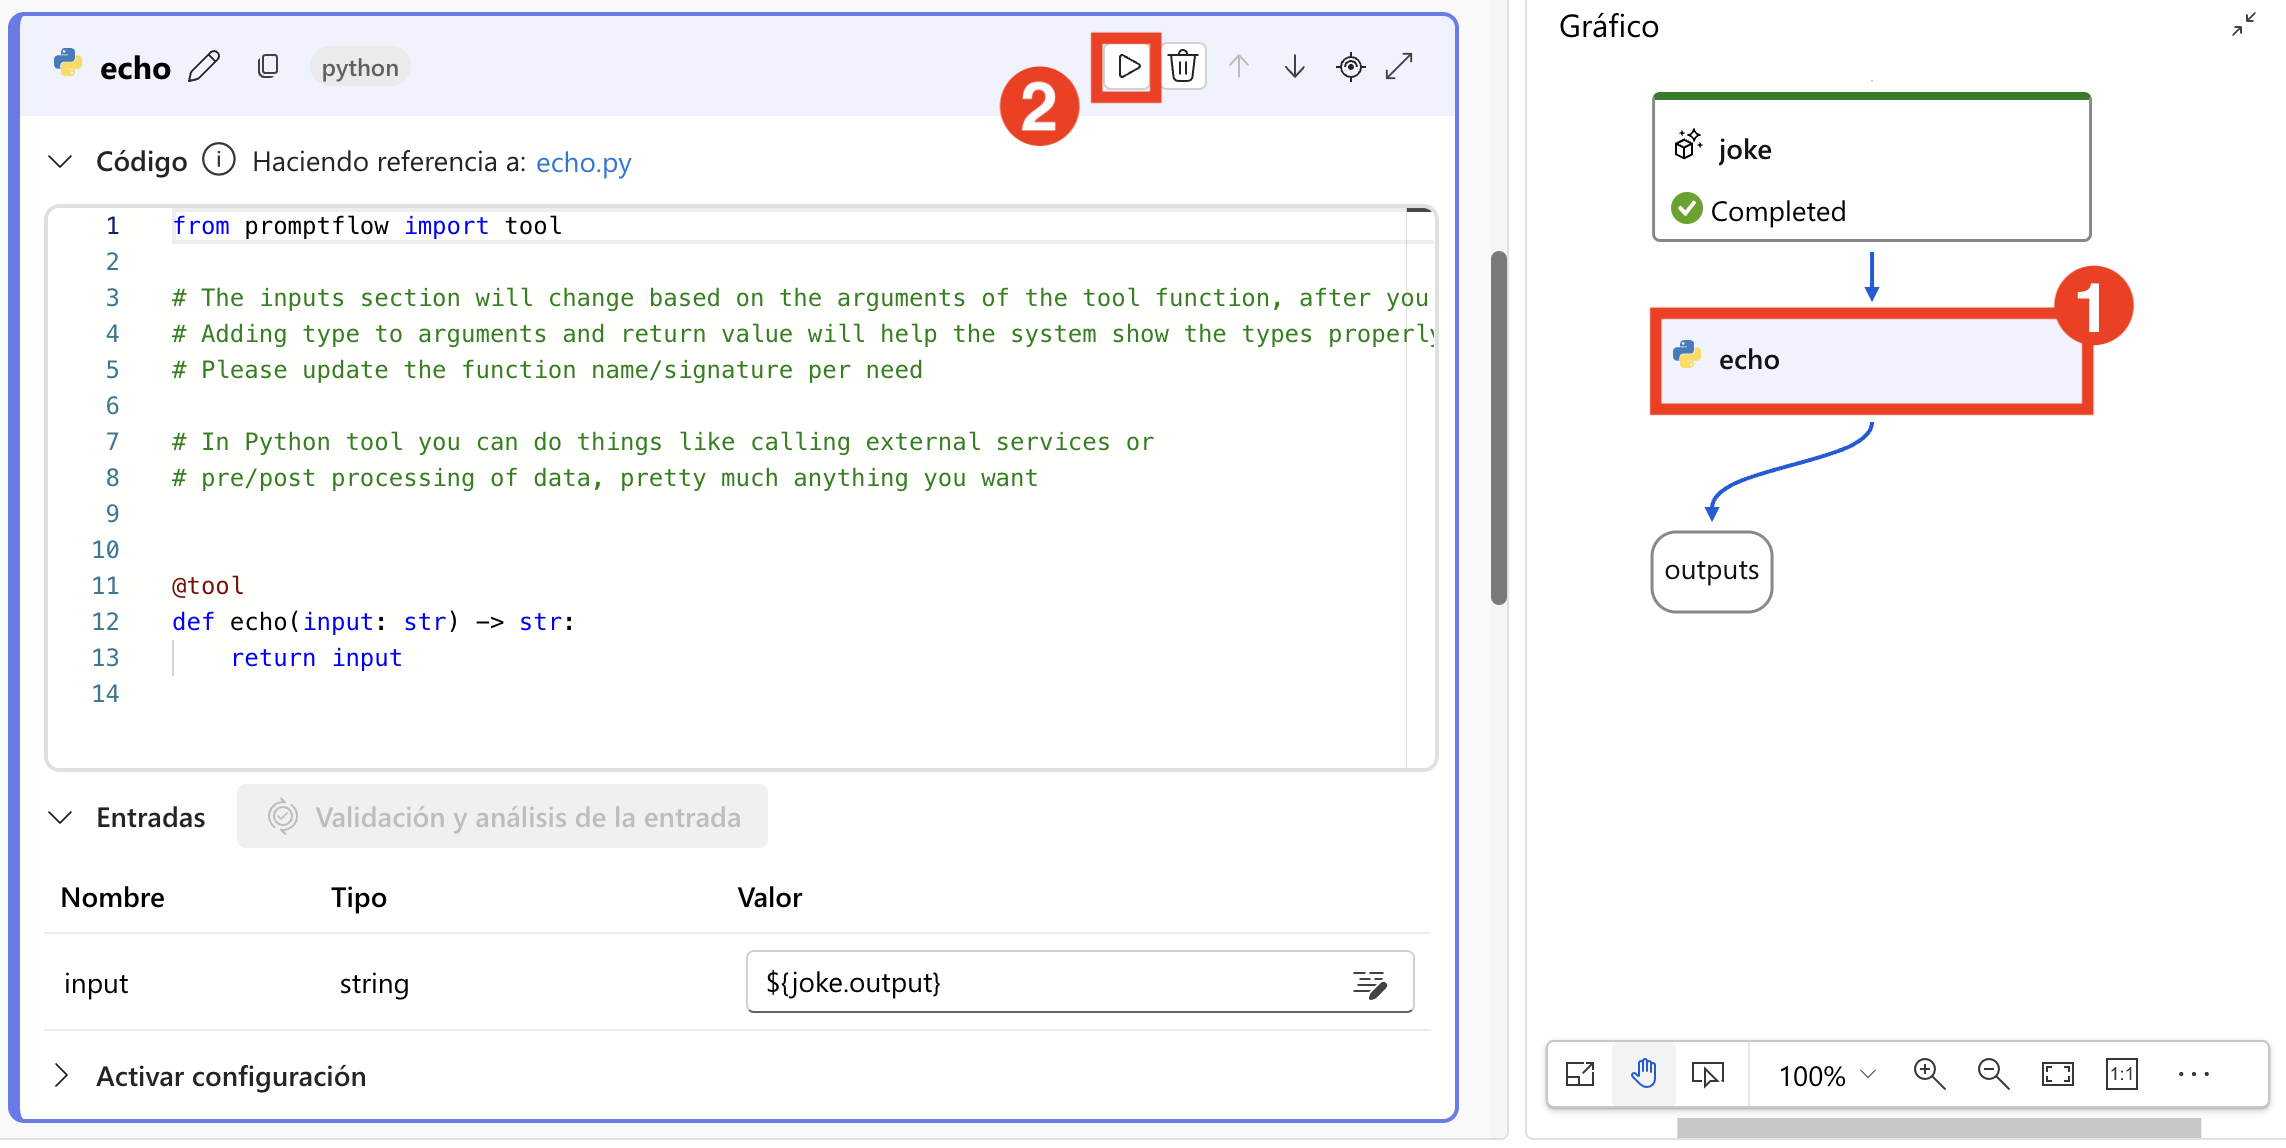 echo
python
2
Código
Haciendo referencia a: echo.py
1 from promptflow import tool
2
3 # The inputs section will change based on the arguments of the tool function, after you
4 # Adding type to arguments and return value will help the system show the types properly
5 # Please update the function name/signature per need
6
7 # In Python tool you can do things like calling external services or
8 # pre/post processing of data, pretty much anything you want
9
10
11 @tool
12 def echo(input: str) -> str:
13     return input
14
Entradas
Validación y análisis de la entrada
Nombre Tipo Valor
input string ${joke.output}
Activar configuración
Gráfico
joke
Completed
1
echo
outputs
100%
1:1